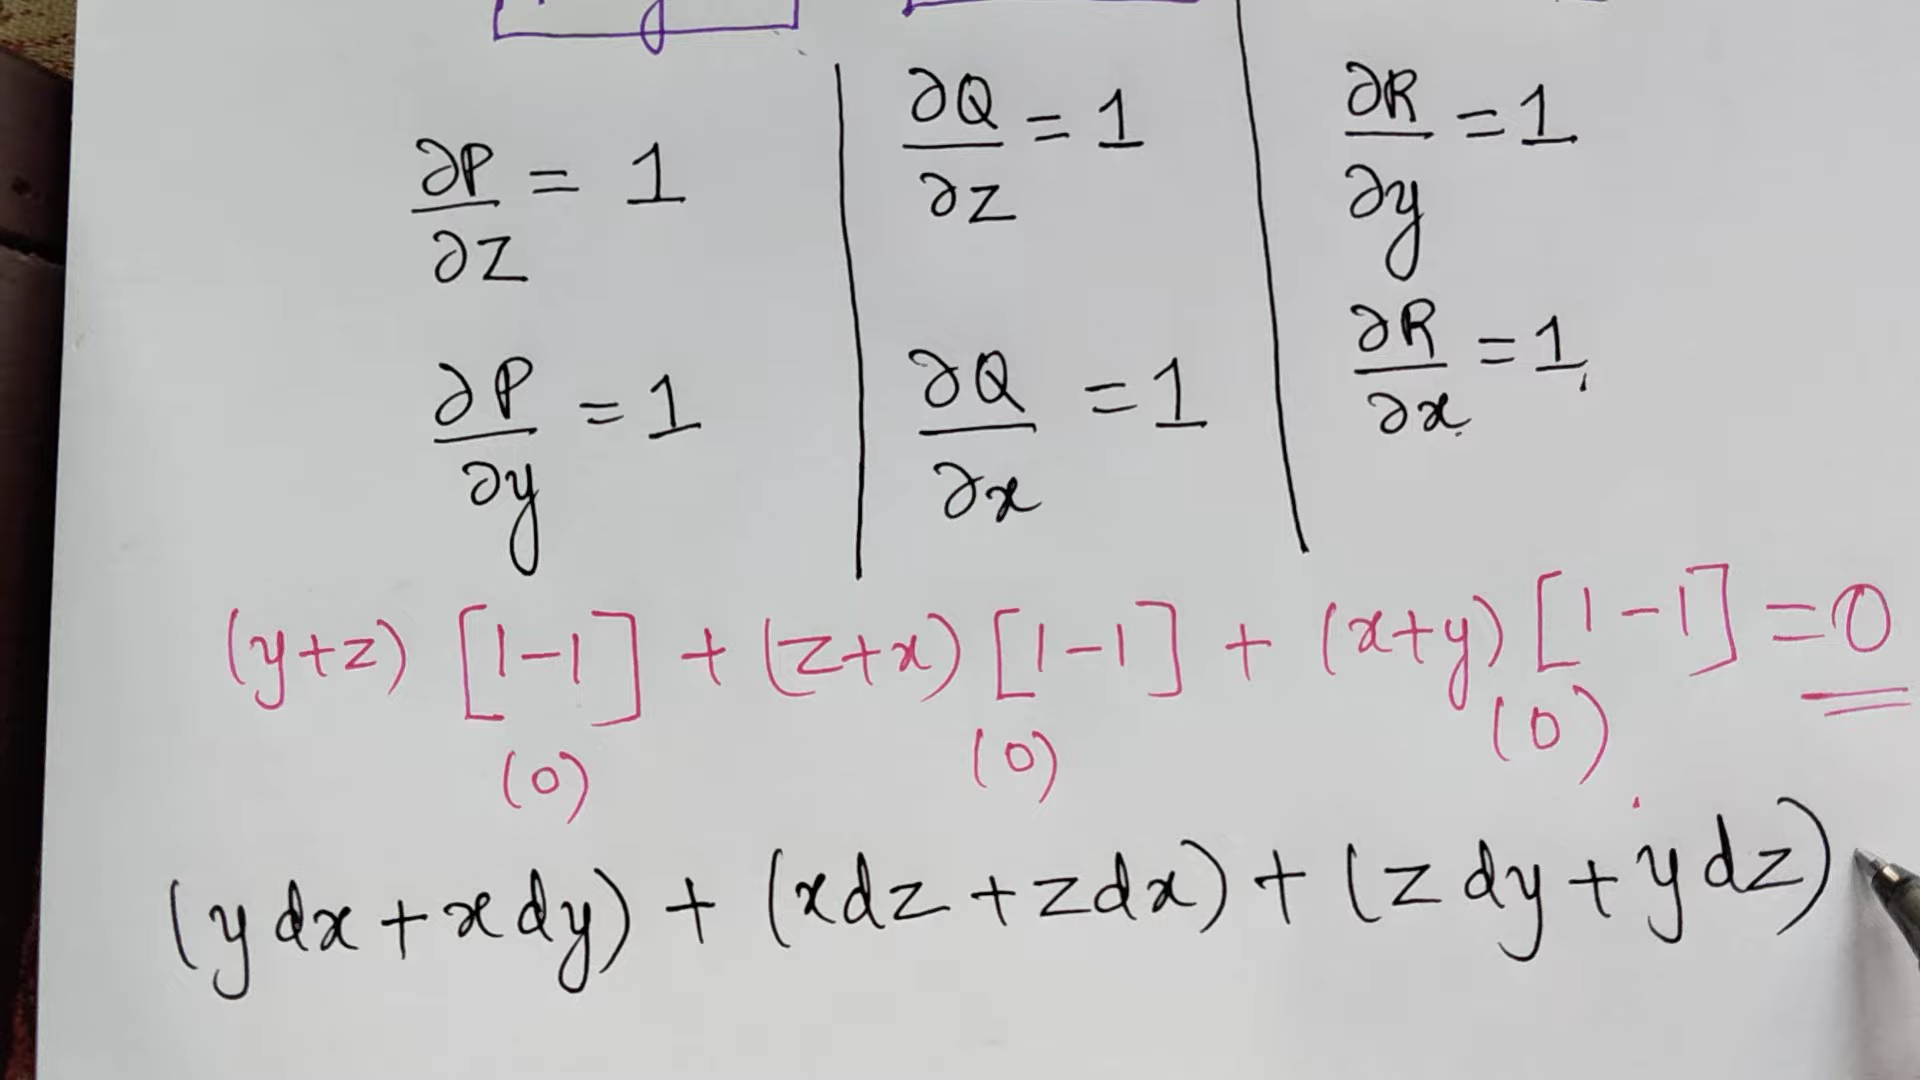 ∂P/∂z = 1
∂P/∂y = 1
∂Q/∂z = 1
∂Q/∂x = 1
∂R/∂y = 1
∂R/∂x = 1
(y+z) [1-1] + (z+x) [1-1] + (x+y) [1-1] = 0
(0) (0) (0)
(y dx + x dy) + (x dz + z dx) + (z dy + y dz)